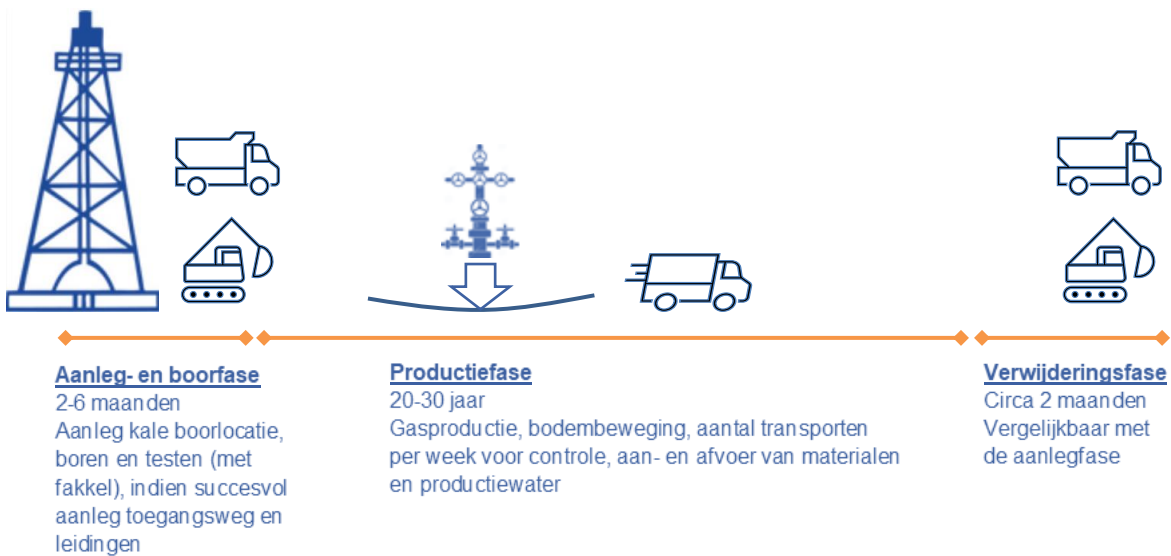 Aanleg- en boorfase
2-6 maanden
Aanleg kale boorlocatie,
boren en testen (met
fakkel), indien succesvol
aanleg toegangsweg en
leidingen
Productiefase
20-30 jaar
Gasproductie, bodembeweging, aantal transporten
per week voor controle, aan- en afvoer van materialen
en productiewater
Verwijderingsfase
Circa 2 maanden
Vergelijkbaar met
de aanlegfase